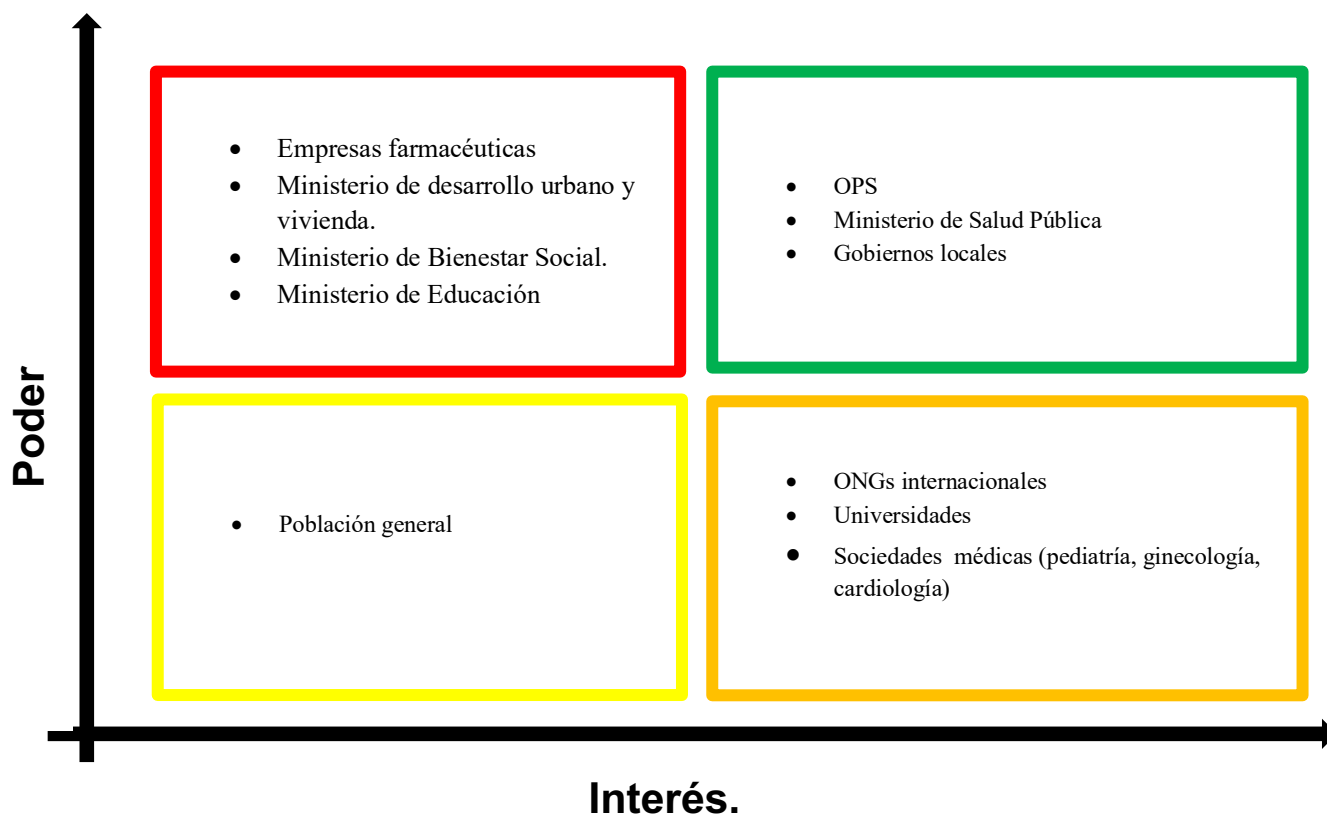 • Empresas farmacéuticas
• Ministerio de desarrollo urbano y
vivienda.
• Ministerio de Bienestar Social.
• Ministerio de Educación
• OPS
• Ministerio de Salud Pública
• Gobiernos locales
Poder
• Población general
• ONGs internacionales
• Universidades
• Sociedades médicas (pediatría, ginecología,
cardiología)
Interés.